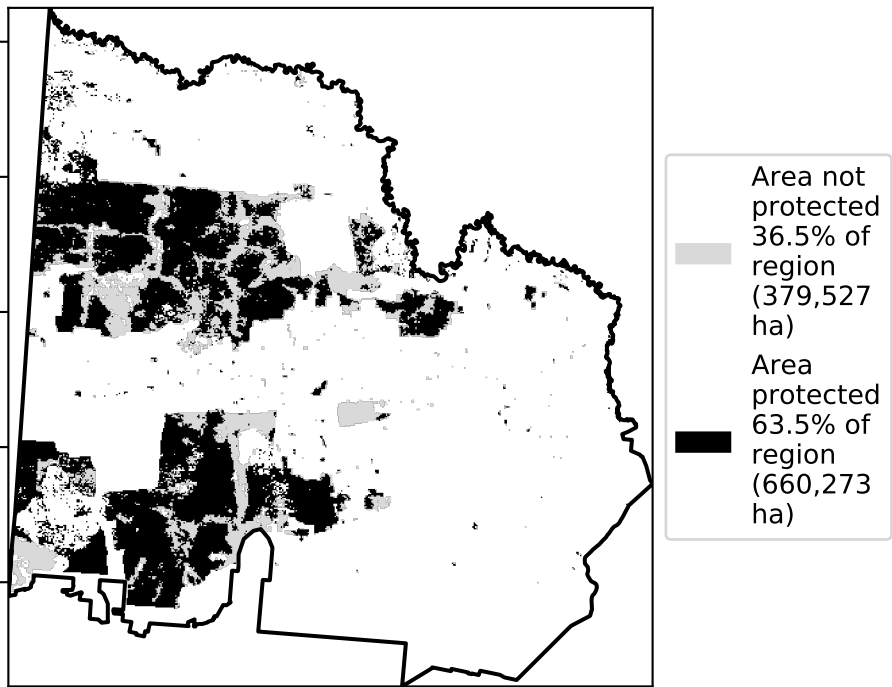 Area not
protected
36.5% of
region
(379,527
ha)
Area
protected
63.5% of
region
(660,273
ha)